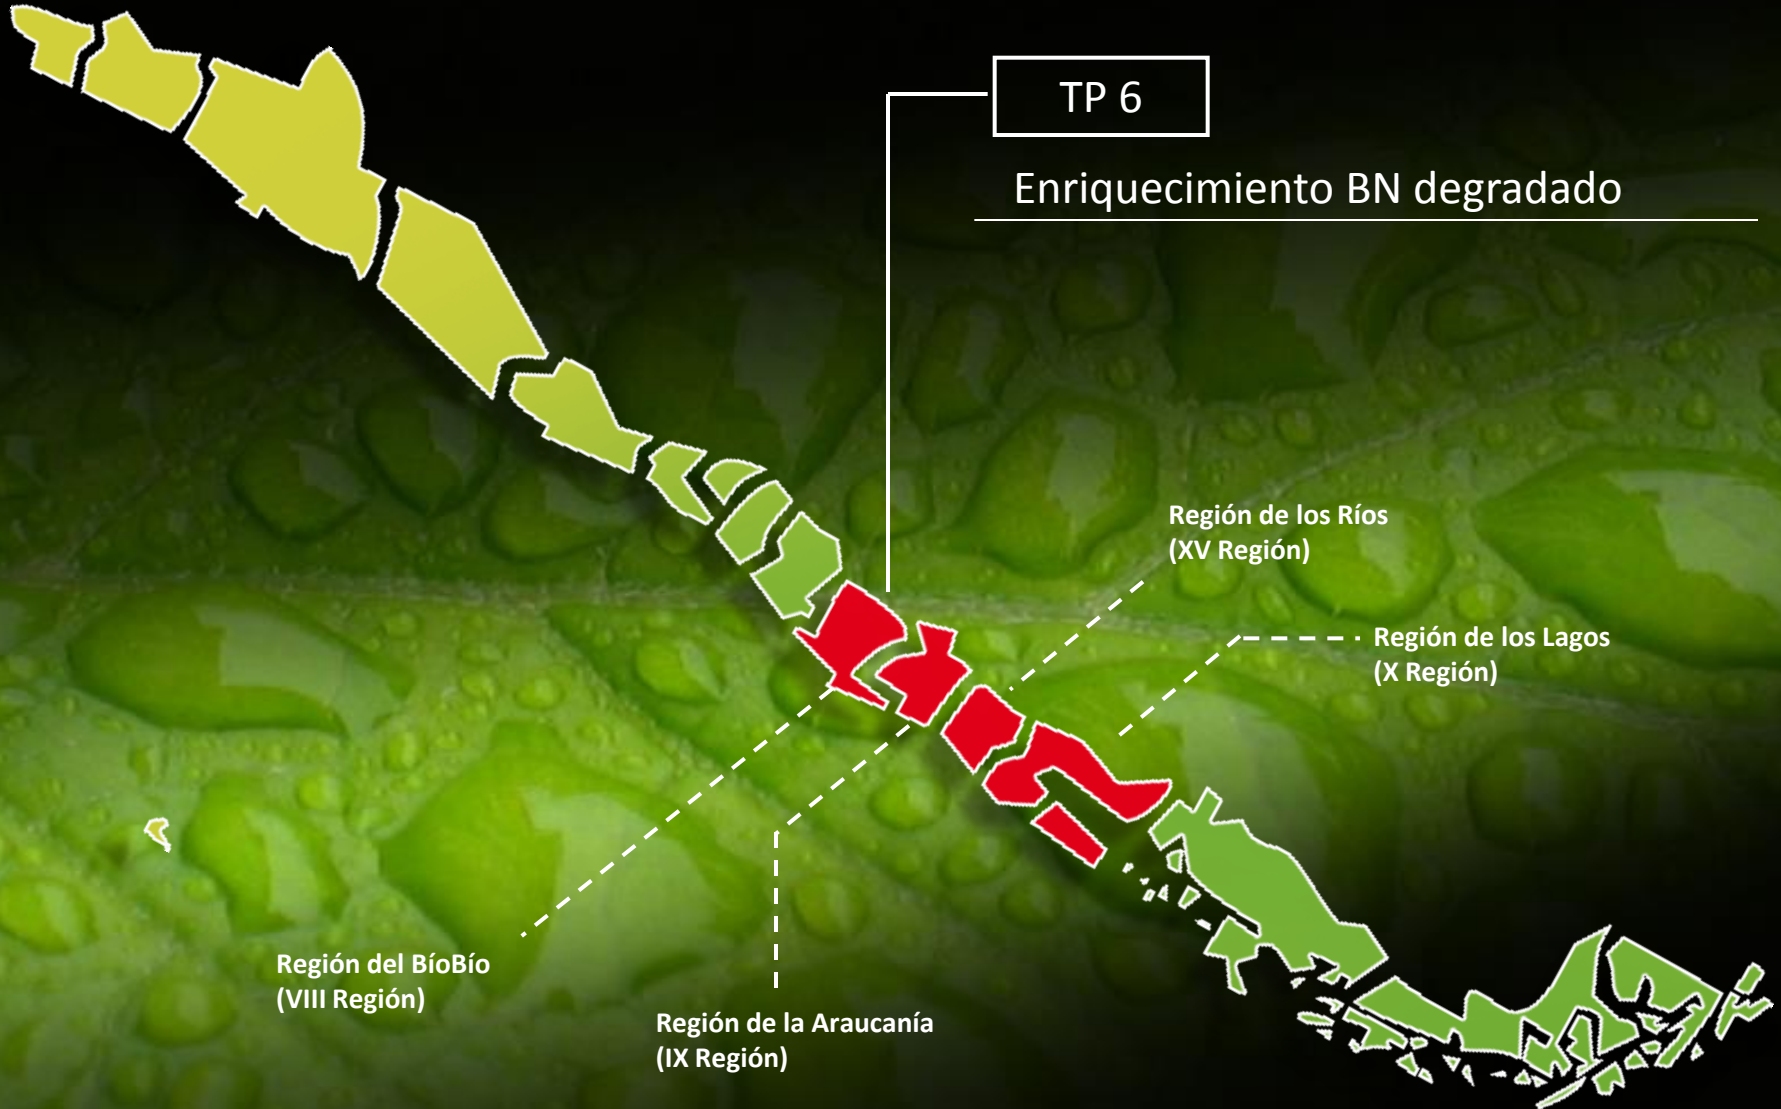 TP 6
Enriquecimiento BN degradado
Región de los Ríos
(XV Región)
Región de los Lagos
(X Región)
Región del BíoBío
(VIII Región)
Región de la Araucanía
(IX Región)